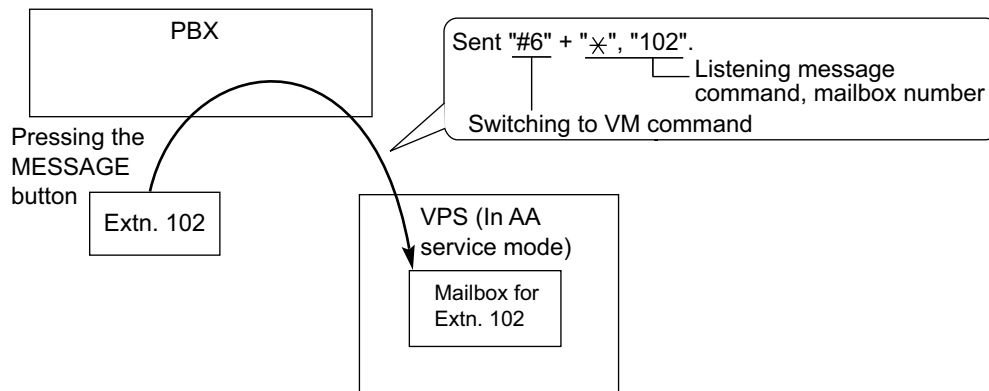 PBX
Sent "#6" + "✳", "102".
Listening message
command, mailbox number
Switching to VM command
Pressing the
MESSAGE
button
Extn. 102
VPS (In AA
service mode)
Mailbox for
Extn. 102